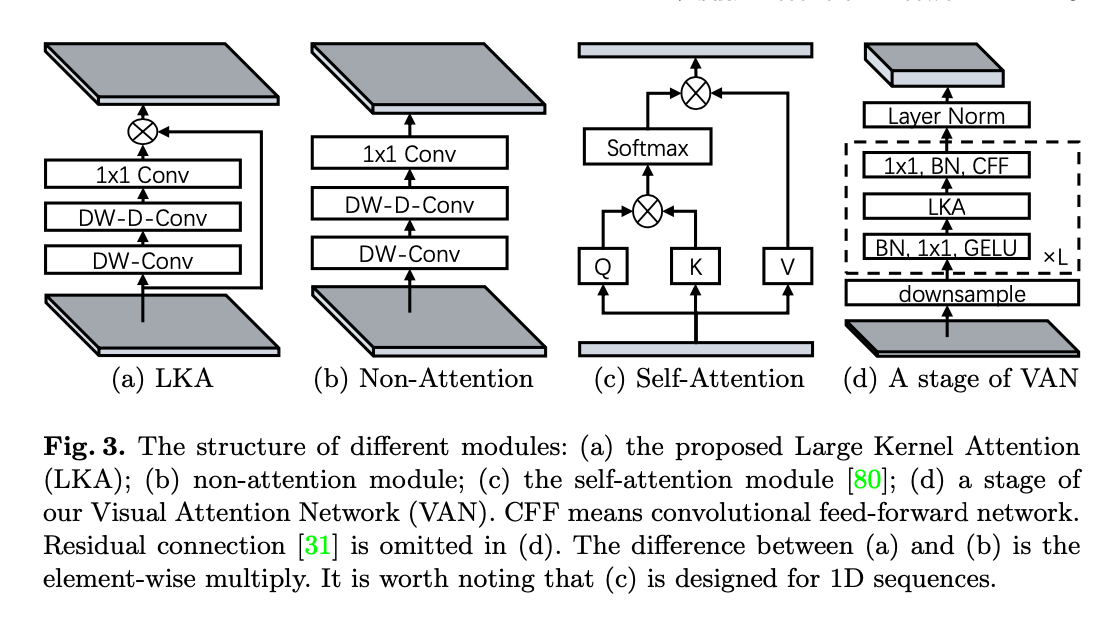 1x1 Conv
DW-D-Conv
DW-Conv
(a) LKA
1x1 Conv
DW-D-Conv
DW-Conv
(b) Non-Attention
Softmax
Q K V
(c) Self-Attention
Layer Norm
1x1, BN, CFF
LKA
BN, 1x1, GELU
×L
downsample
(d) A stage of VAN
Fig. 3. The structure of different modules: (a) the proposed Large Kernel Attention
(LKA); (b) non-attention module; (c) the self-attention module [80]; (d) a stage of
our Visual Attention Network (VAN). CFF means convolutional feed-forward network.
Residual connection [31] is omitted in (d). The difference between (a) and (b) is the
element-wise multiply. It is worth noting that (c) is designed for 1D sequences.